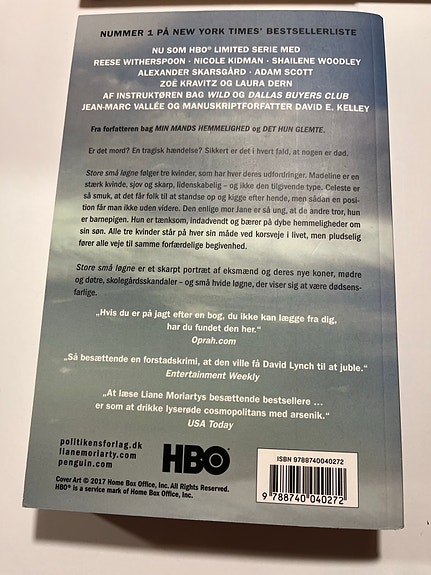 NUMMER 1 PÅ NEW YORK TIMES' BESTSELLERLISTE
NU SOM HBO® LIMITED SERIE MED
REESE WITHERSPOON · NICOLE KIDMAN · SHAILENE WOODLEY
ALEXANDER SKARSGÅRD · ADAM SCOTT
ZOË KRAVITZ OG LAURA DERN
AF INSTRUKTØREN BAG WILD OG DALLAS BUYERS CLUB
JEAN-MARC VALLÉE OG MANUSKRIPTFORFATTER DAVID E. KELLEY
Fra forfatteren bag MIN MANDS HEMMELIGHED og DET HUN GLEMTE.
Er det mord? En tragisk hændelse? Sikkert er det i hvert fald, at nogen er død.
Store små løgne følger tre kvinder, som har hver deres udfordringer. Madeline er en
stærk kvinde, sjov og skarp, lidenskabelig – og ikke den tilgivende type. Celeste er
så smuk, at det får folk til at standse op og kigge efter hende, men sådan en posi-
tion får man ikke uden videre. Den enlige mor Jane er så ung, at de andre tror, hun
er barnepigen. Hun er tænksom, indadvendt og bærer på dybe hemmeligheder om
sin søn. Alle tre kvinder står på hver sin måde ved korsveje i livet, men pludselig
fører alle veje til samme forfærdelige begivenhed.
Store små løgne er et skarpt portræt af eksmænd og deres nye koner, mødre
og døtre, skolegårdsskandaler – og små hvide løgne, der viser sig at være dødsens-
farlige.
„Hvis du er på jagt efter en bog, du ikke kan lægge fra dig,
har du fundet den her.“
Oprah.com
„Så besættende en forstadskrimi, at den ville få David Lynch til at juble.“
Entertainment Weekly
„At læse Liane Moriartys besættende bestsellere ...
er som at drikke lyserøde cosmopolitans med arsenik.“
USA Today
politikensforlag.dk
lianemoriarty.com
penguin.com
HBO®
Cover Art © 2017 Home Box Office, Inc. All Rights Reserved.
HBO® is a service mark of Home Box Office, Inc.
ISBN 9788740040272
9 788740 040272